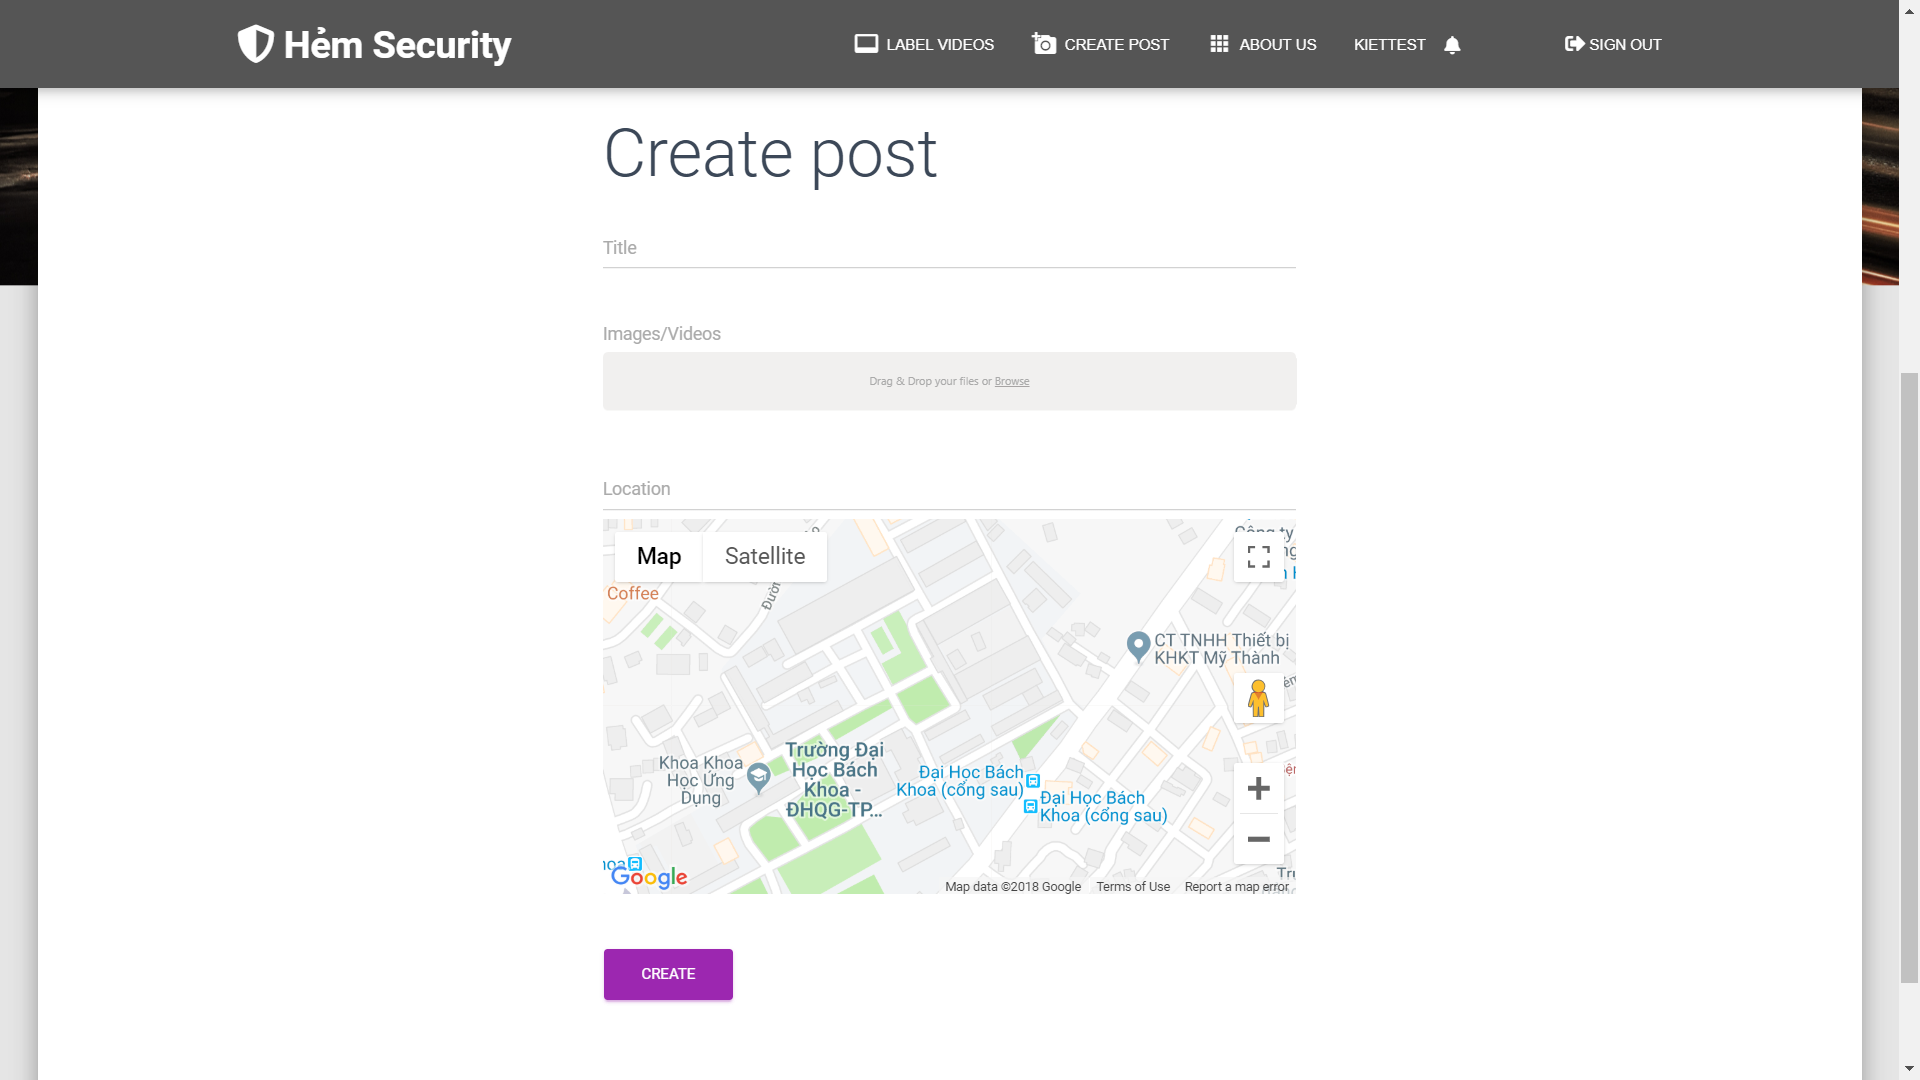 Hẻm Security
LABEL VIDEOS
CREATE POST
ABOUT US
KIETTEST
SIGN OUT
Create post
Title
Images/Videos
Drag & Drop your files or Browse
Location
Map
Satellite
Công ty
Coffee
CT TNHH Thiết bị
KHKT Mỹ Thành
Trường Đại
Học Bách
Khoa -
ĐHQG-TP...
Khoa Khoa
Học Ứng
Dụng
Đại Học Bách
Khoa (cổng sau)
Đại Học Bách
Khoa (cổng sau)
Google
Map data ©2018 Google
Terms of Use
Report a map error
CREATE